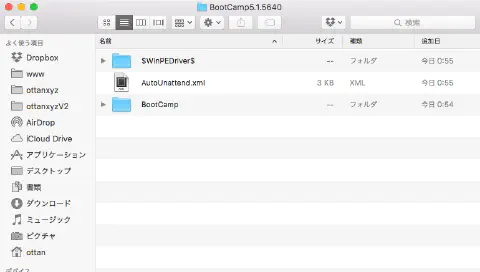 BootCamp5.1.5640
検索
よく使う項目
Dropbox
www
ottanxyz
ottanxyzV2
AirDrop
iCloud Drive
アプリケーション
デスクトップ
書類
ダウンロード
ミュージック
ピクチャ
ottan
デバイス
名前 サイズ 種類 追加日
$WinPEDriver$ -- フォルダ 今日 0:55
AutoUnattend.xml 3 KB XML 今日 0:55
BootCamp -- フォルダ 今日 0:54